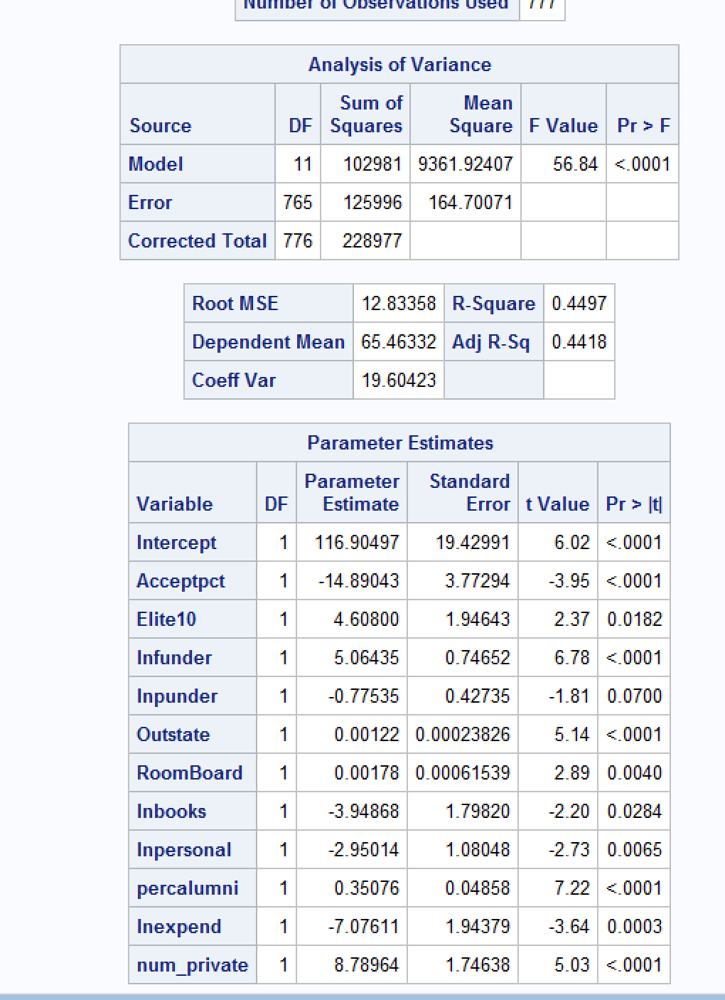 Number of Observations Used 777
Analysis of Variance
Source DF Sum of Squares Mean Square F Value Pr > F
Model 11 102981 9361.92407 56.84 <.0001
Error 765 125996 164.70071
Corrected Total 776 228977
Root MSE 12.83358 R-Square 0.4497
Dependent Mean 65.46332 Adj R-Sq 0.4418
Coeff Var 19.60423
Parameter Estimates
Variable DF Parameter Estimate Standard Error t Value Pr > |t|
Intercept 1 116.90497 19.42991 6.02 <.0001
Acceptpct 1 -14.89043 3.77294 -3.95 <.0001
Elite10 1 4.60800 1.94643 2.37 0.0182
lnfunder 1 5.06435 0.74652 6.78 <.0001
lnpunder 1 -0.77535 0.42735 -1.81 0.0700
Outstate 1 0.00122 0.00023826 5.14 <.0001
RoomBoard 1 0.00178 0.00061539 2.89 0.0040
lnbooks 1 -3.94868 1.79820 -2.20 0.0284
lnpersonal 1 -2.95014 1.08048 -2.73 0.0065
percalumni 1 0.35076 0.04858 7.22 <.0001
lnexpend 1 -7.07611 1.94379 -3.64 0.0003
num_private 1 8.78964 1.74638 5.03 <.0001